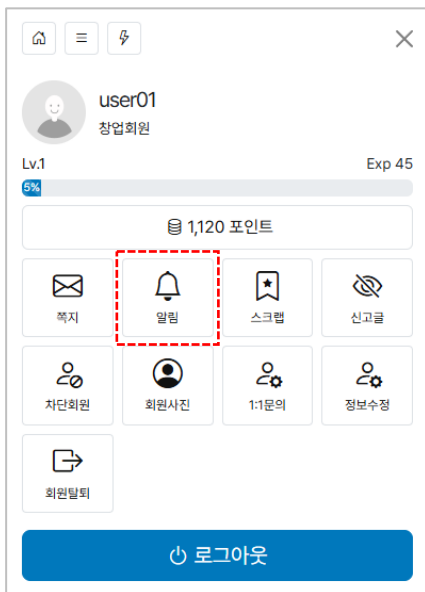 user01
창업회원
Lv.1 Exp 45
5%
1,120 포인트
쪽지 알림 스크랩 신고글
차단회원 회원사진 1:1문의 정보수정
회원탈퇴
로그아웃